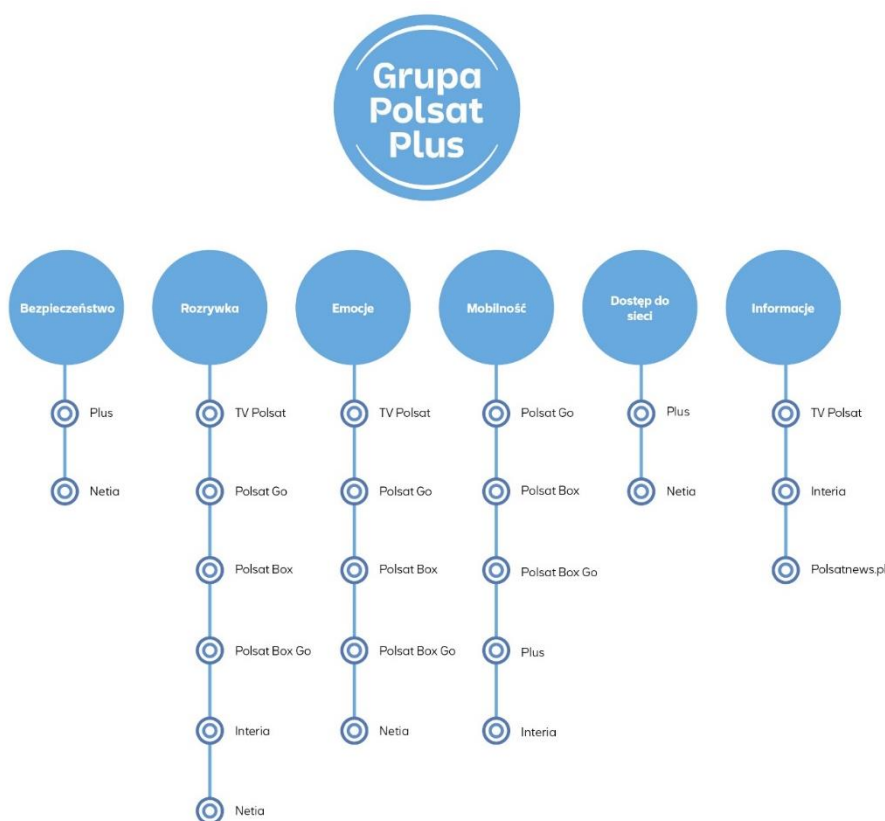 Grupa
Polsat
Plus
Bezpieczeństwo
Plus
Netia
Rozrywka
TV Polsat
Polsat Go
Polsat Box
Polsat Box Go
Interia
Netia
Emocje
TV Polsat
Polsat Go
Polsat Box
Polsat Box Go
Netia
Mobilność
Polsat Go
Polsat Box
Polsat Box Go
Plus
Interia
Dostęp do
sieci
Plus
Netia
Informacje
TV Polsat
Interia
Polsatnews.pl